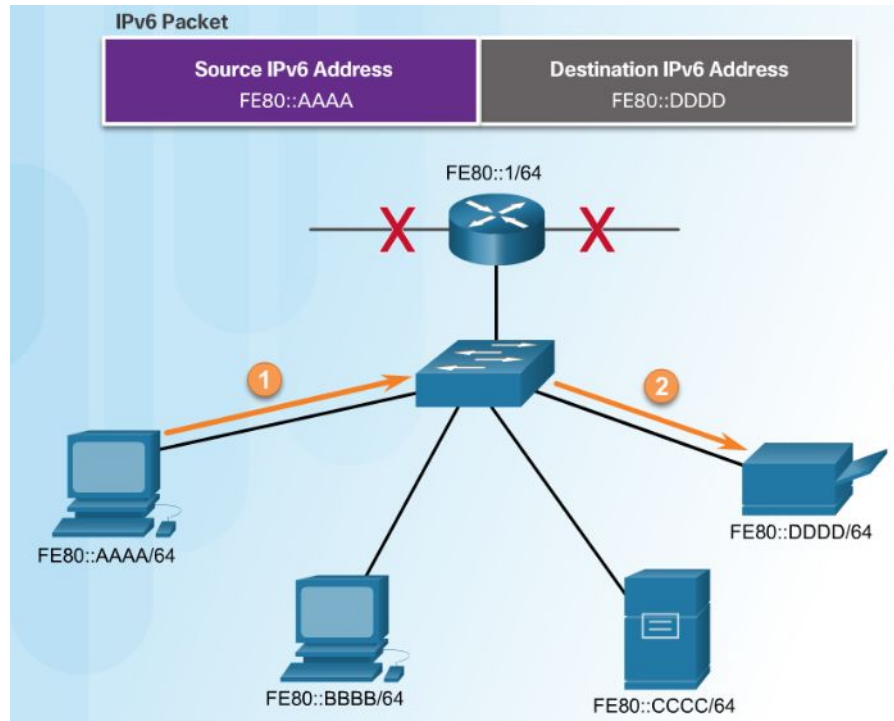 IPv6 Packet
Source IPv6 Address
FE80::AAAA
Destination IPv6 Address
FE80::DDDD
FE80::1/64
X
X
1
2
FE80::AAAA/64
FE80::DDDD/64
FE80::BBBB/64
FE80::CCCC/64